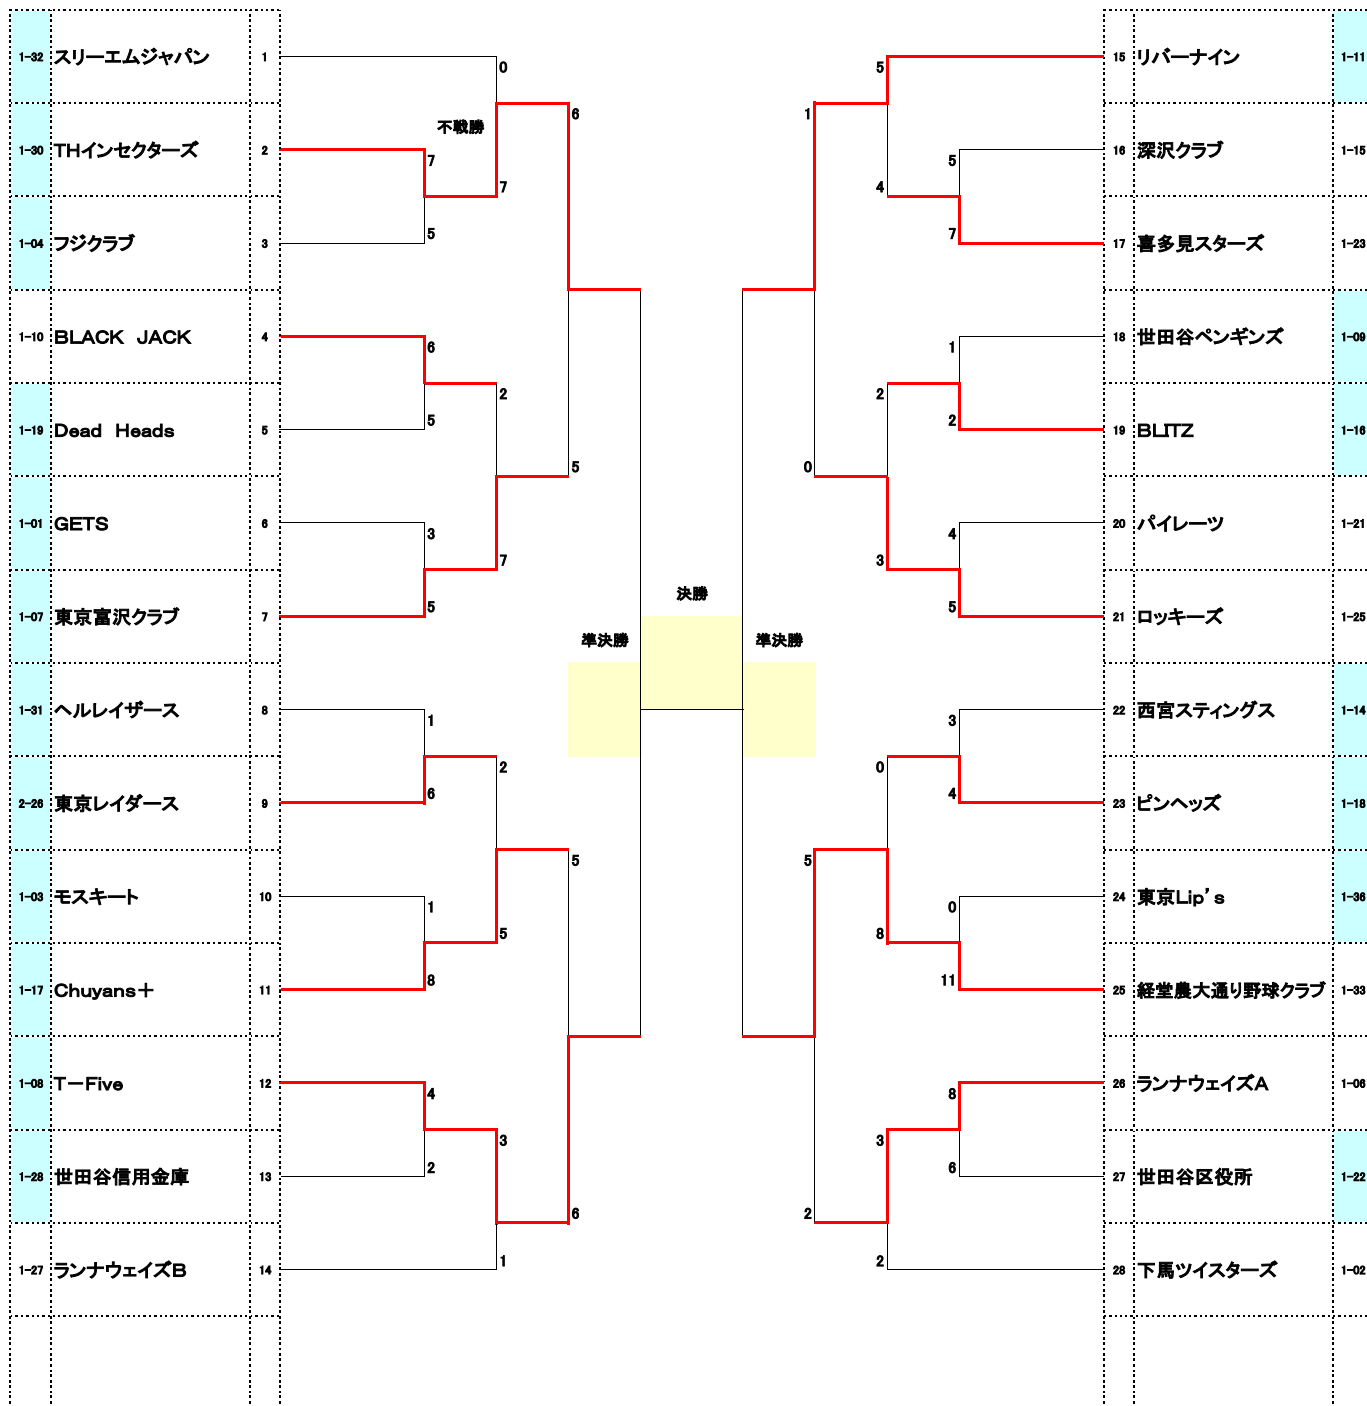 1-32 スリーエムジャパン 1
0
不戦勝
1-30 THインセクターズ 2
7
7
5
1-04 フジクラブ 3
6
1-10 BLACK JACK 4
6
2
5
1-19 Dead Heads 5
5
1-01 GETS 6
3
7
5
1-07 東京富沢クラブ 7
1-31 ヘルレイザース 8
1
2
6
2-26 東京レイダース 9
5
1-03 モスキート 10
1
5
8
1-17 Chuyans+ 11
1-08 T-Five 12
4
3
2
1-28 世田谷信用金庫 13
6
1
1-27 ランナウェイズB 14
決勝
準決勝
準決勝
5
15 リバーナイン 1-11
1
16 深沢クラブ 1-15
5
4
7
17 喜多見スターズ 1-23
18 世田谷ペンギンズ 1-09
1
2
2
19 BLITZ 1-16
0
20 パイレーツ 1-21
4
3
5
21 ロッキーズ 1-25
22 西宮スティングス 1-14
3
0
4
23 ピンヘッズ 1-18
5
24 東京Lip's 1-36
0
8
11
25 経堂農大通り野球クラブ 1-33
26 ランナウェイズA 1-06
8
3
6
27 世田谷区役所 1-22
2
2
28 下馬ツイスターズ 1-02